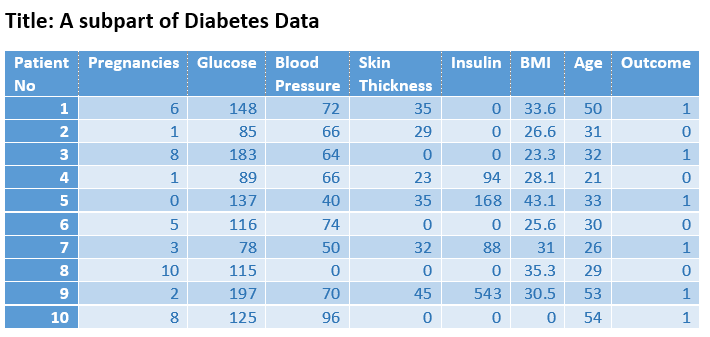 Title: A subpart of Diabetes Data
Patient No Pregnancies Glucose Blood Pressure Skin Thickness Insulin BMI Age Outcome
1 6 148 72 35 0 33.6 50 1
2 1 85 66 29 0 26.6 31 0
3 8 183 64 0 0 23.3 32 1
4 1 89 66 23 94 28.1 21 0
5 0 137 40 35 168 43.1 33 1
6 5 116 74 0 0 25.6 30 0
7 3 78 50 32 88 31 26 1
8 10 115 0 0 0 35.3 29 0
9 2 197 70 45 543 30.5 53 1
10 8 125 96 0 0 0 54 1